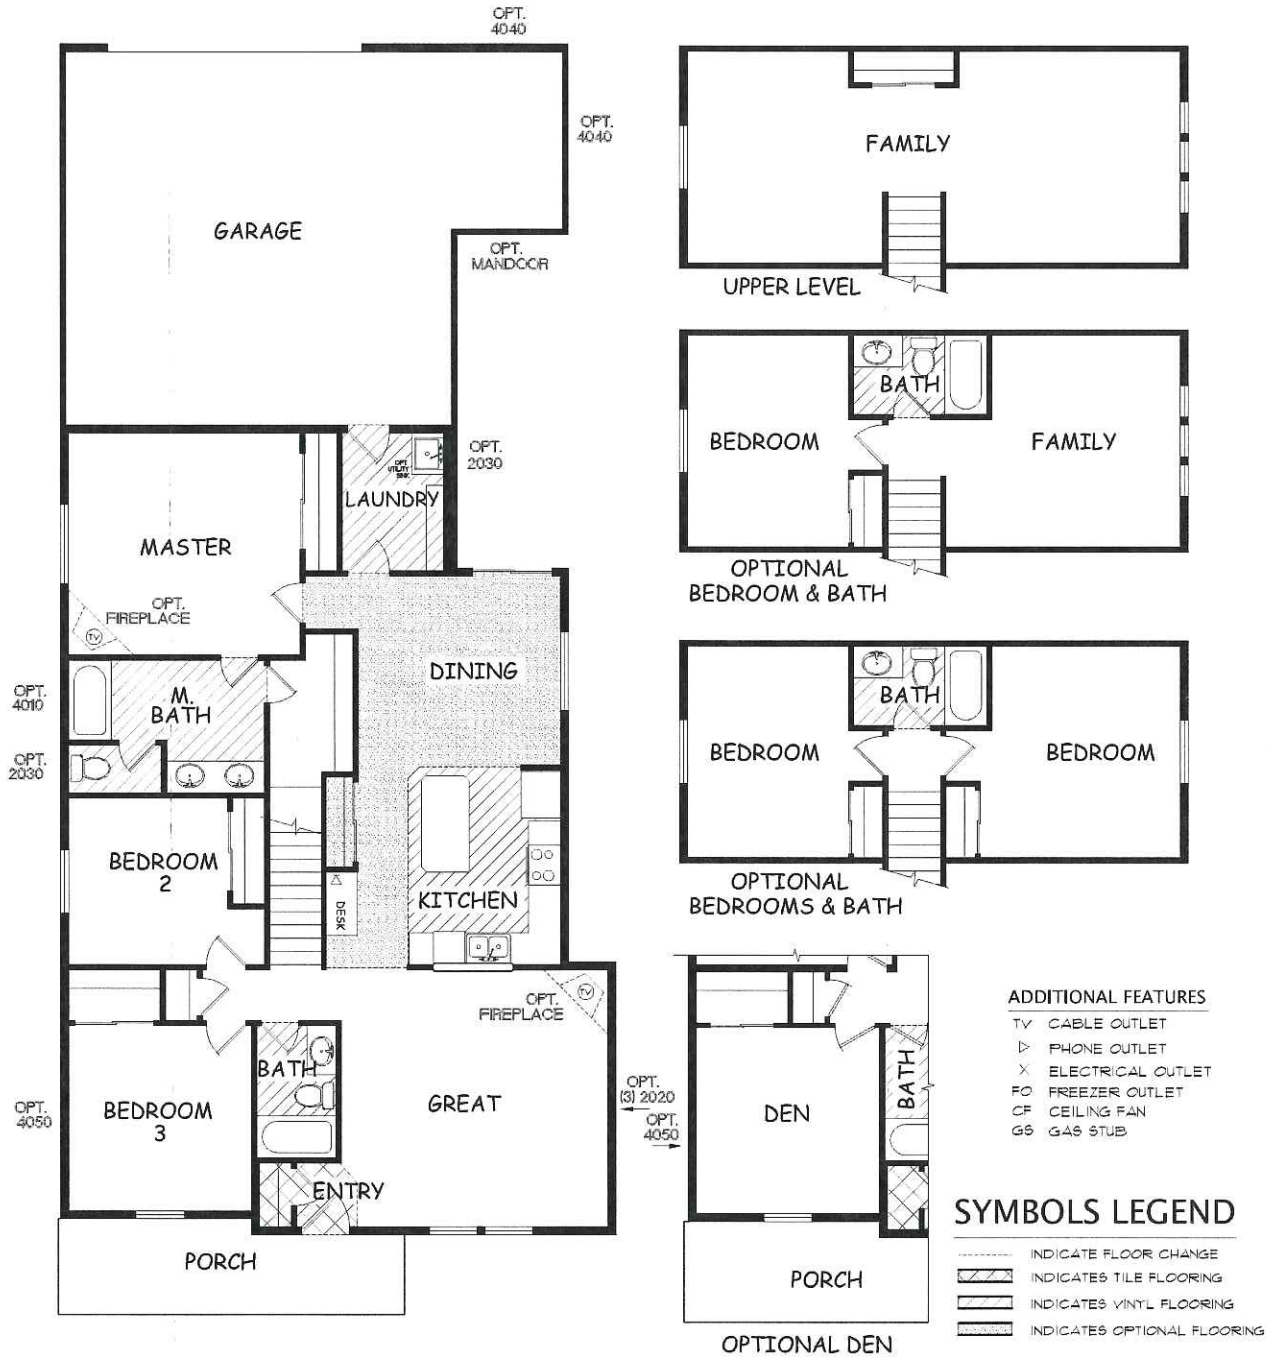 OPT.
4040
OPT.
4040
GARAGE
OPT.
MANDOOR
OPT.
2030
OPT.
UTILITY
SINK
LAUNDRY
MASTER
OPT.
FIREPLACE
TV
DINING
OPT.
4010
M.
BATH
OPT.
2030
BEDROOM
2
KITCHEN
DESK
OPT.
FIREPLACE
TV
BATH
GREAT
OPT.
4050
BEDROOM
3
ENTRY
PORCH
OPT.
(3) 2020
OPT.
4050
FAMILY
UPPER LEVEL
BATH
BEDROOM
FAMILY
OPTIONAL
BEDROOM & BATH
BATH
BEDROOM
BEDROOM
OPTIONAL
BEDROOMS & BATH
BATH
DEN
PORCH
OPTIONAL DEN
ADDITIONAL FEATURES
TV CABLE OUTLET
PHONE OUTLET
ELECTRICAL OUTLET
FO FREEZER OUTLET
CF CEILING FAN
GS GAS STUB
SYMBOLS LEGEND
INDICATE FLOOR CHANGE
INDICATES TILE FLOORING
INDICATES VINYL FLOORING
INDICATES OPTIONAL FLOORING